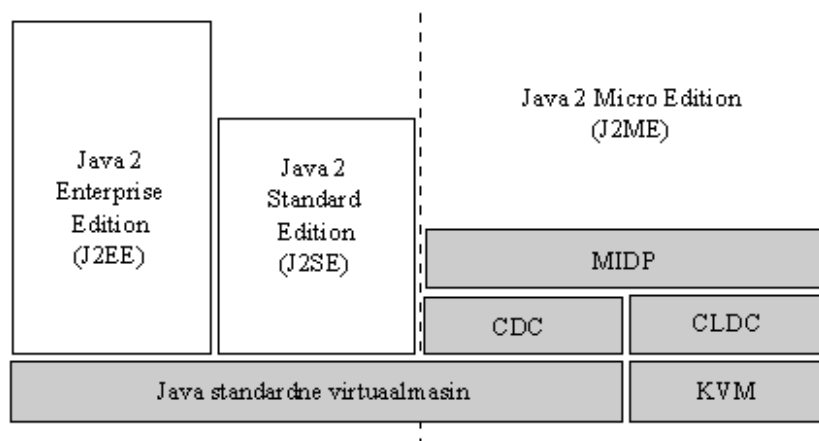 Java 2
Enterprise
Edition
(J2EE)
Java 2
Standard
Edition
(J2SE)
Java 2 Micro Edition
(J2ME)
MIDP
CDC
CLDC
Java standardne virtuaalmasin
KVM